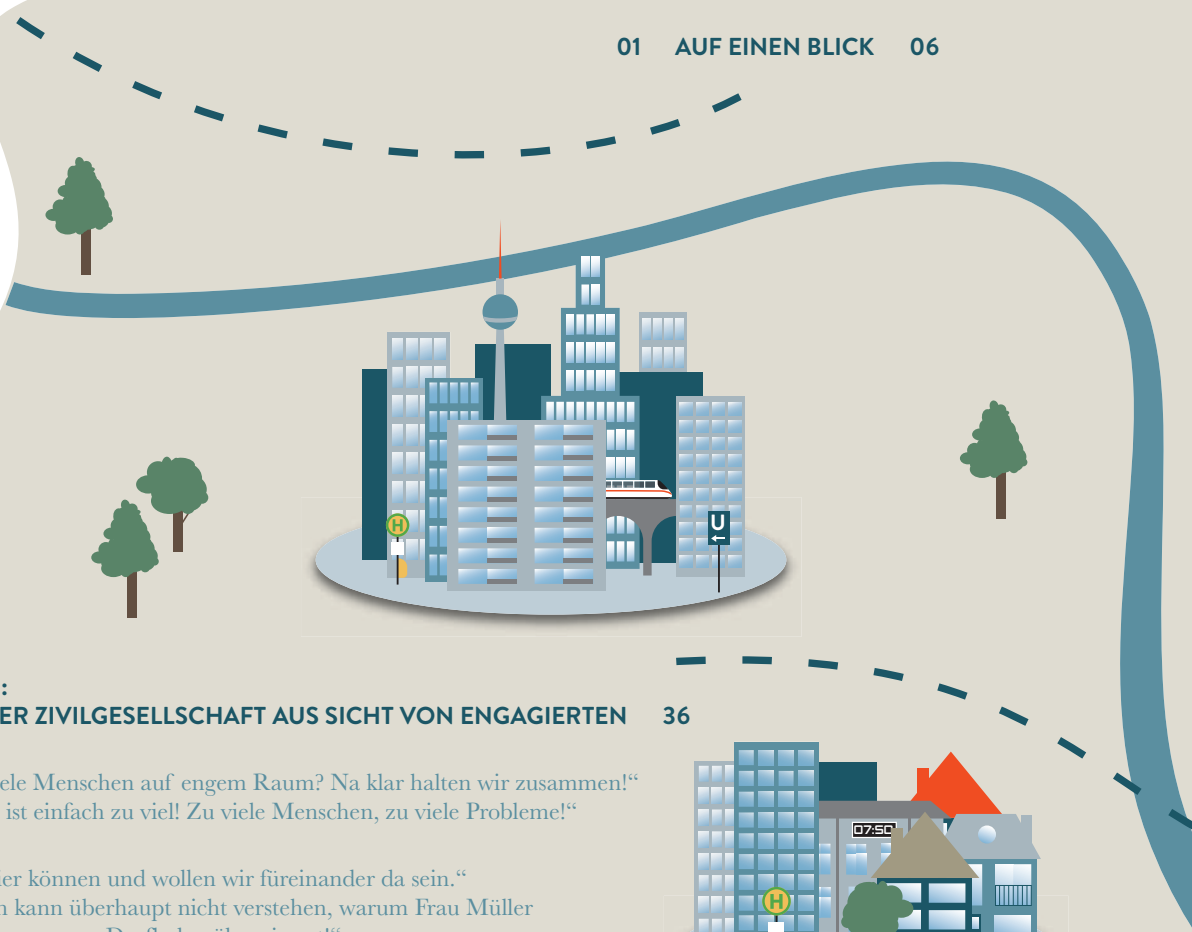 01 AUF EINEN BLICK 06
H
U
:
ER ZIVILGESELLSCHAFT AUS SICHT VON ENGAGIERTEN 36
ele Menschen auf engem Raum? Na klar halten wir zusammen!“
ist einfach zu viel! Zu viele Menschen, zu viele Probleme!“
07:50
ier können und wollen wir füreinander da sein.“
n kann überhaupt nicht verstehen, warum Frau Müller
H